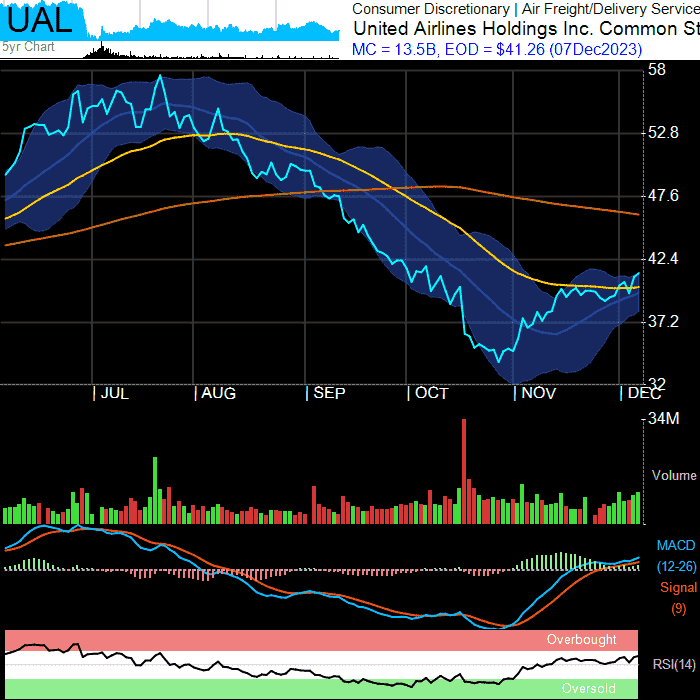 UAL
5yr Chart
Consumer Discretionary | Air Freight/Delivery Service
United Airlines Holdings Inc. Common St
MC = 13.5B, EOD = $41.26 (07Dec2023)
58
52.8
47.6
42.4
37.2
32
JUL
AUG
SEP
OCT
NOV
DEC
34M
Volume
MACD
(12-26)
Signal
(9)
Overbought
RSI(14)
Oversold